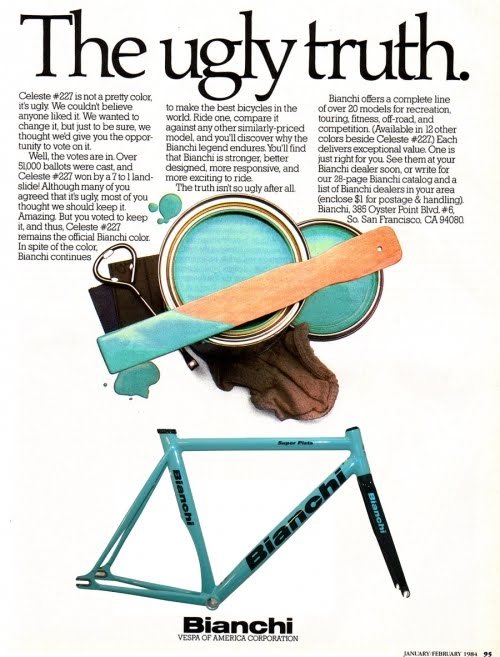 The ugly truth.
Celeste #227 is not a pretty color,
it's ugly. We couldn't believe
anyone liked it. We wanted to
change it, but just to be sure, we
thought we'd give you the oppor-
tunity to vote on it.
Well, the votes are in. Over
51,000 ballots were cast, and
Celeste #227 won by a 7 to 1 land-
slide! Although many of you
agreed that it's ugly, most of you
thought we should keep it.
Amazing. But you voted to keep
it, and thus, Celeste #227
remains the official Bianchi color.
In spite of the color,
Bianchi continues
to make the best bicycles in the
world. Ride one, compare it
against any other similarly-priced
model, and you'll discover why the
Bianchi legend endures. You'll find
that Bianchi is stronger, better
designed, more responsive, and
more exciting to ride.
The truth isn't so ugly after all.
Bianchi offers a complete line
of over 20 models for recreation,
touring, fitness, off-road, and
competition. (Available in 12 other
colors beside Celeste #227.) Each
delivers exceptional value. One is
just right for you. See them at your
Bianchi dealer soon, or write for
our 28-page Bianchi catalog and a
list of Bianchi dealers in your area
(enclose $1 for postage & handling).
Bianchi, 385 Oyster Point Blvd. #6,
So. San Francisco, CA 94080.
Super Pista
Bianchi
Bianchi
Bianchi
Bianchi
VESPA OF AMERICA CORPORATION
JANUARY/FEBRUARY 1984 95